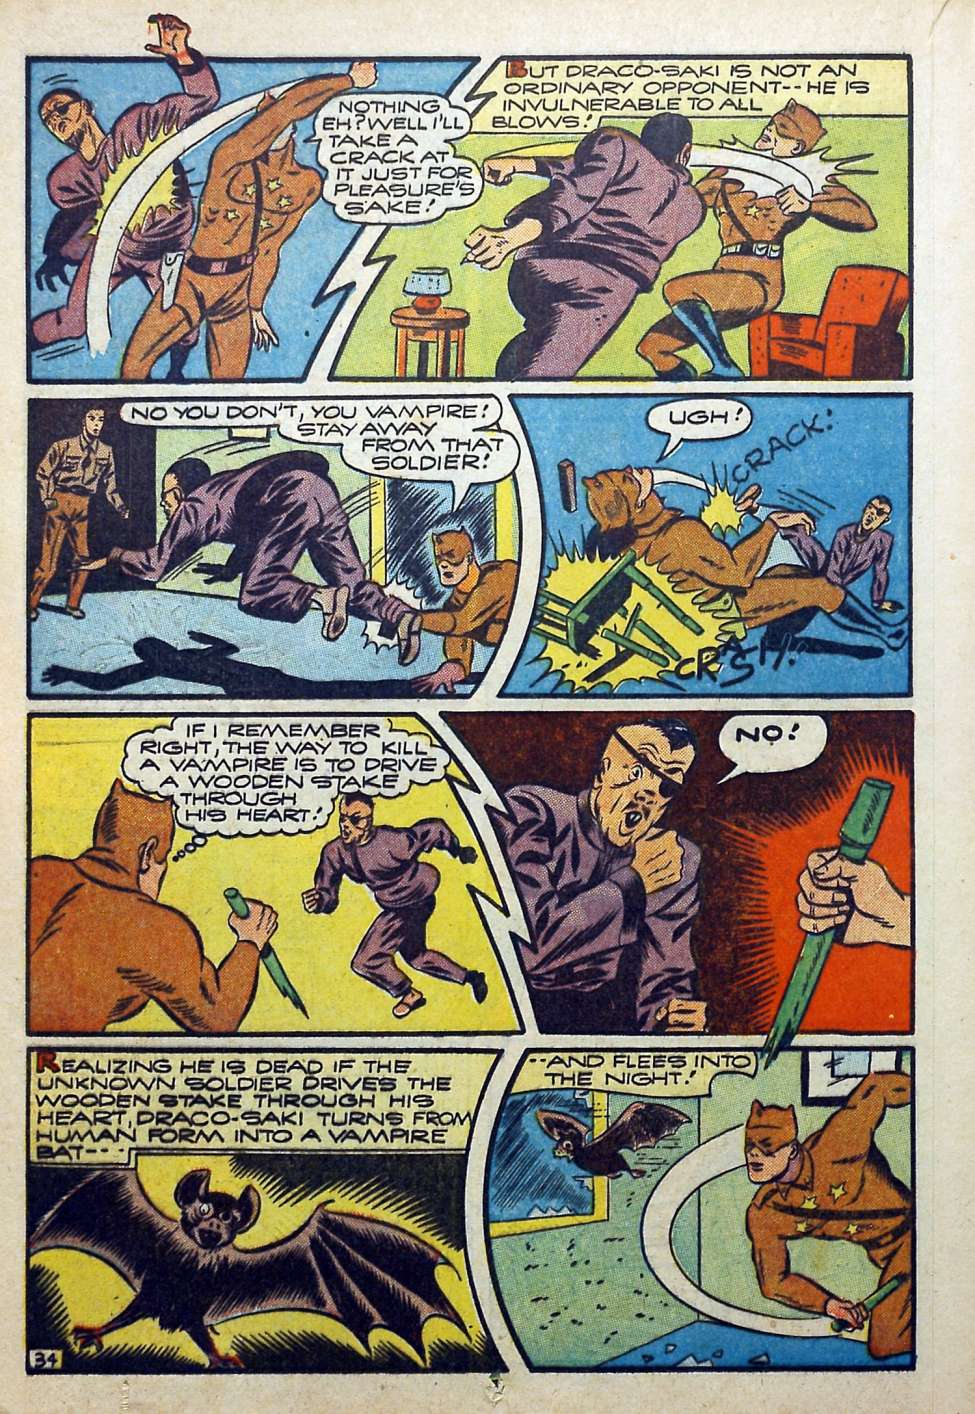 NOTHING
EH? WELL I'LL
TAKE A
CRACK AT
IT JUST FOR
PLEASURE'S
SAKE!
BUT DRACO-SAKI IS NOT AN
ORDINARY OPPONENT--HE IS
INVULNERABLE TO ALL
BLOWS!
NO YOU DON'T, YOU VAMPIRE!
STAY AWAY
FROM THAT
SOLDIER!
UGH!
CRACK!
CRASH!!
IF I REMEMBER
RIGHT, THE WAY TO KILL
A VAMPIRE IS TO DRIVE
A WOODEN STAKE
THROUGH
HIS HEART!
NO!
REALIZING HE IS DEAD IF THE
UNKNOWN SOLDIER DRIVES THE
WOODEN STAKE THROUGH HIS
HEART, DRACO-SAKI TURNS FROM
HUMAN FORM INTO A VAMPIRE
BAT---
--AND FLEES INTO
THE NIGHT!
34